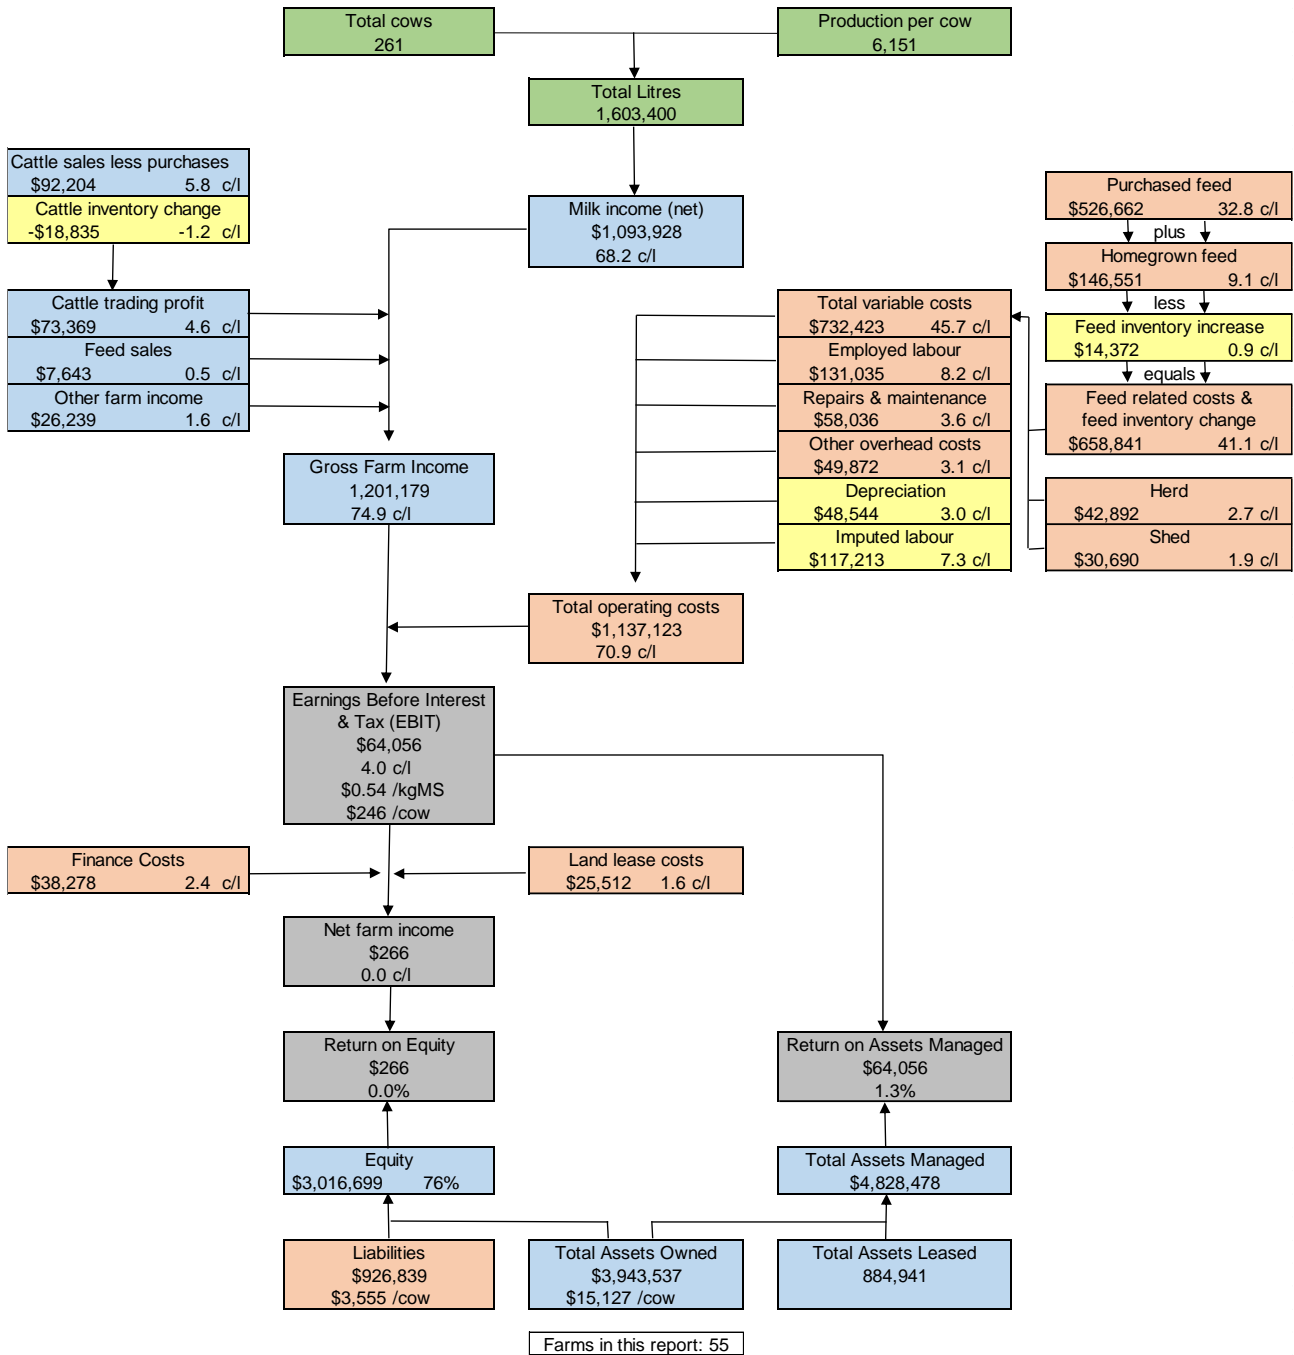 Total cows
261
Production per cow
6,151
Total Litres
1,603,400
Cattle sales less purchases
$92,204 5.8 c/l
Cattle inventory change
-$18,835 -1.2 c/l
Milk income (net)
$1,093,928
68.2 c/l
Purchased feed
$526,662 32.8 c/l
plus
Homegrown feed
$146,551 9.1 c/l
less
Feed inventory increase
$14,372 0.9 c/l
equals
Feed related costs &
feed inventory change
$658,841 41.1 c/l
Cattle trading profit
$73,369 4.6 c/l
Feed sales
$7,643 0.5 c/l
Other farm income
$26,239 1.6 c/l
Total variable costs
$732,423 45.7 c/l
Employed labour
$131,035 8.2 c/l
Repairs & maintenance
$58,036 3.6 c/l
Other overhead costs
$49,872 3.1 c/l
Depreciation
$48,544 3.0 c/l
Imputed labour
$117,213 7.3 c/l
Herd
$42,892 2.7 c/l
Shed
$30,690 1.9 c/l
Gross Farm Income
1,201,179
74.9 c/l
Total operating costs
$1,137,123
70.9 c/l
Earnings Before Interest
& Tax (EBIT)
$64,056
4.0 c/l
$0.54 /kgMS
$246 /cow
Finance Costs
$38,278 2.4 c/l
Land lease costs
$25,512 1.6 c/l
Net farm income
$266
0.0 c/l
Return on Equity
$266
0.0%
Return on Assets Managed
$64,056
1.3%
Equity
$3,016,699 76%
Total Assets Managed
$4,828,478
Liabilities
$926,839
$3,555 /cow
Total Assets Owned
$3,943,537
$15,127 /cow
Total Assets Leased
884,941
Farms in this report: 55